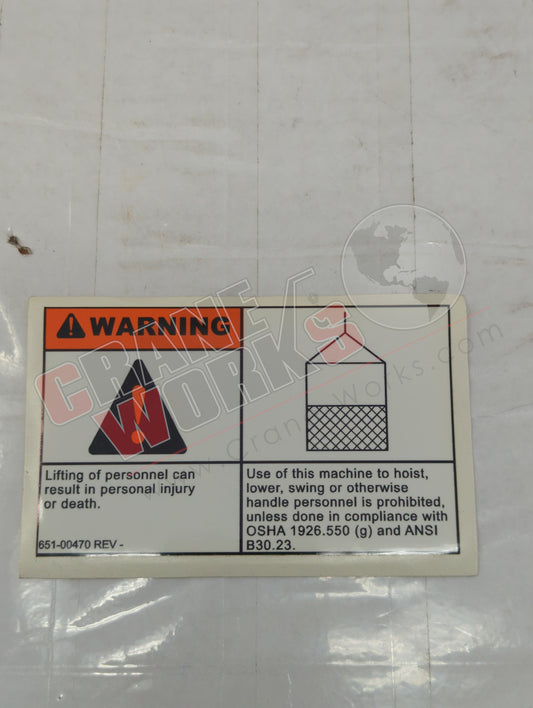 WARNING
Lifting of personnel can
result in personal injury
or death.
651-00470 REV -
Use of this machine to hoist,
lower, swing or otherwise
handle personnel is prohibited,
unless done in compliance with
OSHA 1926.550 (g) and ANSI
B30.23.
CRANE
WORKS
www.CraneWorks.com